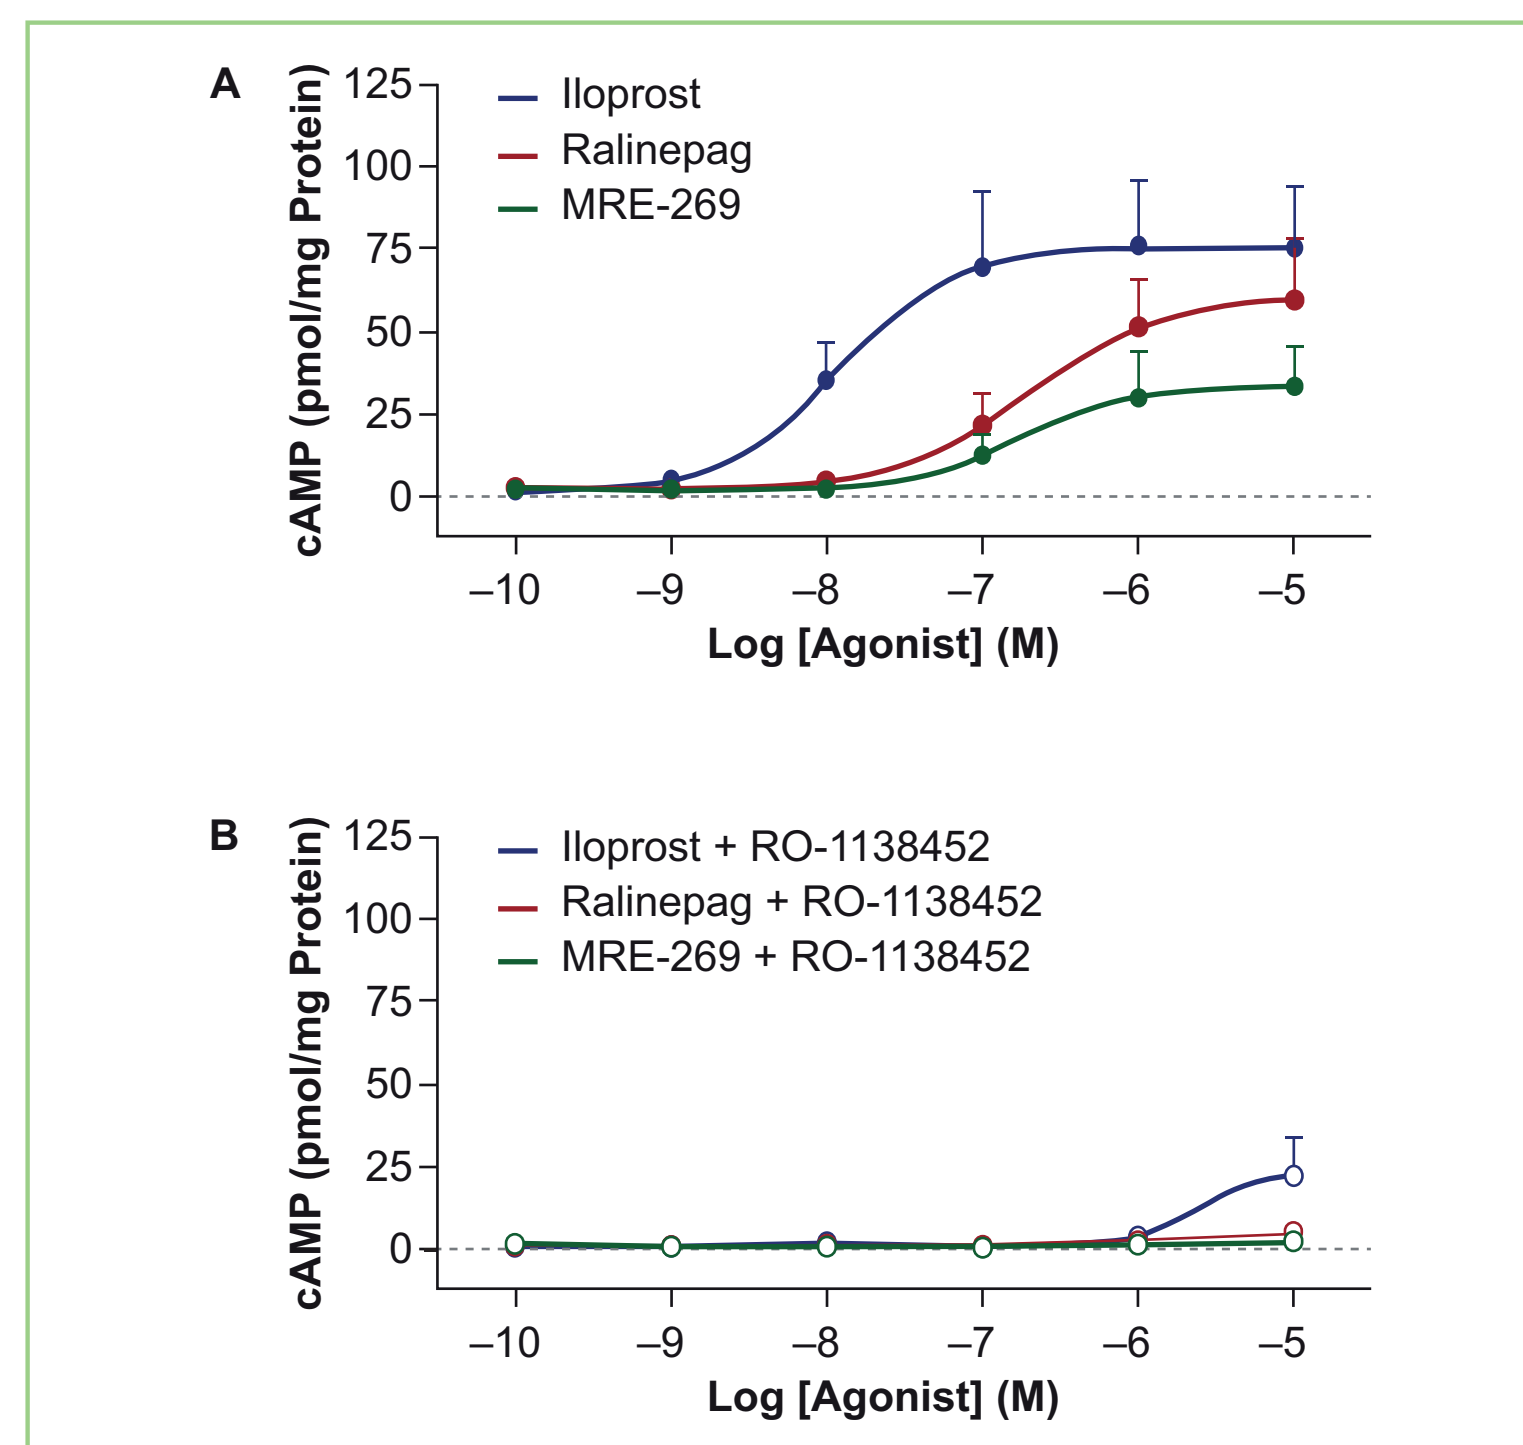 A
cAMP (pmol/mg Protein)
125
100
75
50
25
0
Iloprost
Ralinepag
MRE-269
–10 –9 –8 –7 –6 –5
Log [Agonist] (M)
B
cAMP (pmol/mg Protein)
125
100
75
50
25
0
Iloprost + RO-1138452
Ralinepag + RO-1138452
MRE-269 + RO-1138452
–10 –9 –8 –7 –6 –5
Log [Agonist] (M)